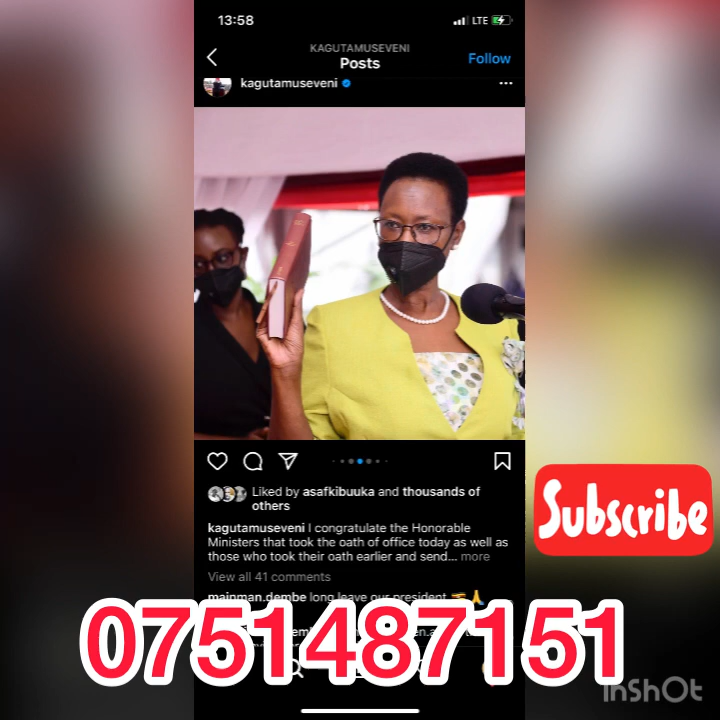 13:58
LTE
KAGUTAMUSEVENI
Posts
Follow
kagutamuseveni
Liked by asafkibuuka and thousands of
others
kagutamuseveni I congratulate the Honorable
Ministers that took the oath of office today as well as
those who took their oath earlier and send... more
View all 41 comments
mainman.dembe long leave our president
Subscribe
0751487151
InShOt